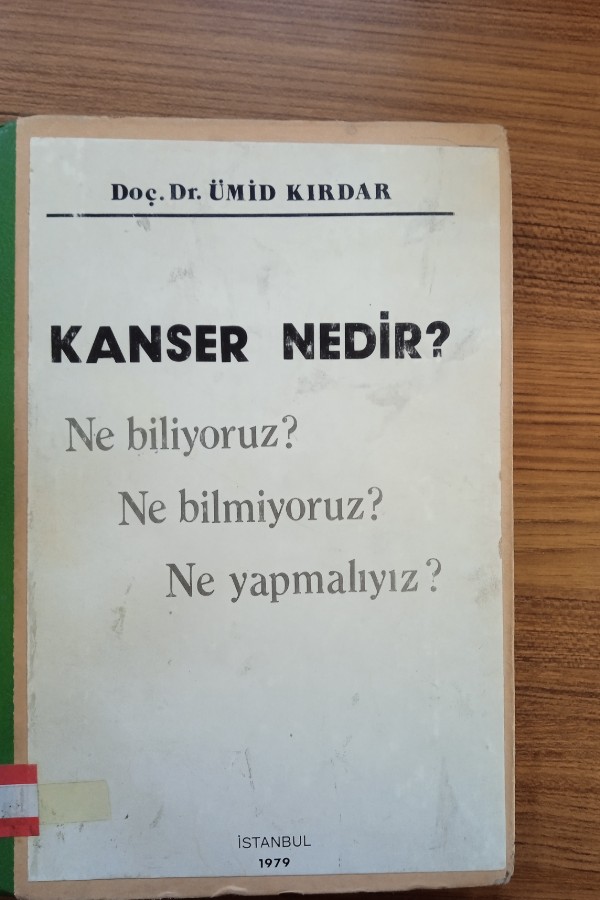 Doç. Dr. ÜMİD KIRDAR
KANSER NEDİR?
Ne biliyoruz?
Ne bilmiyoruz?
Ne yapmalıyız?
İSTANBUL
1979